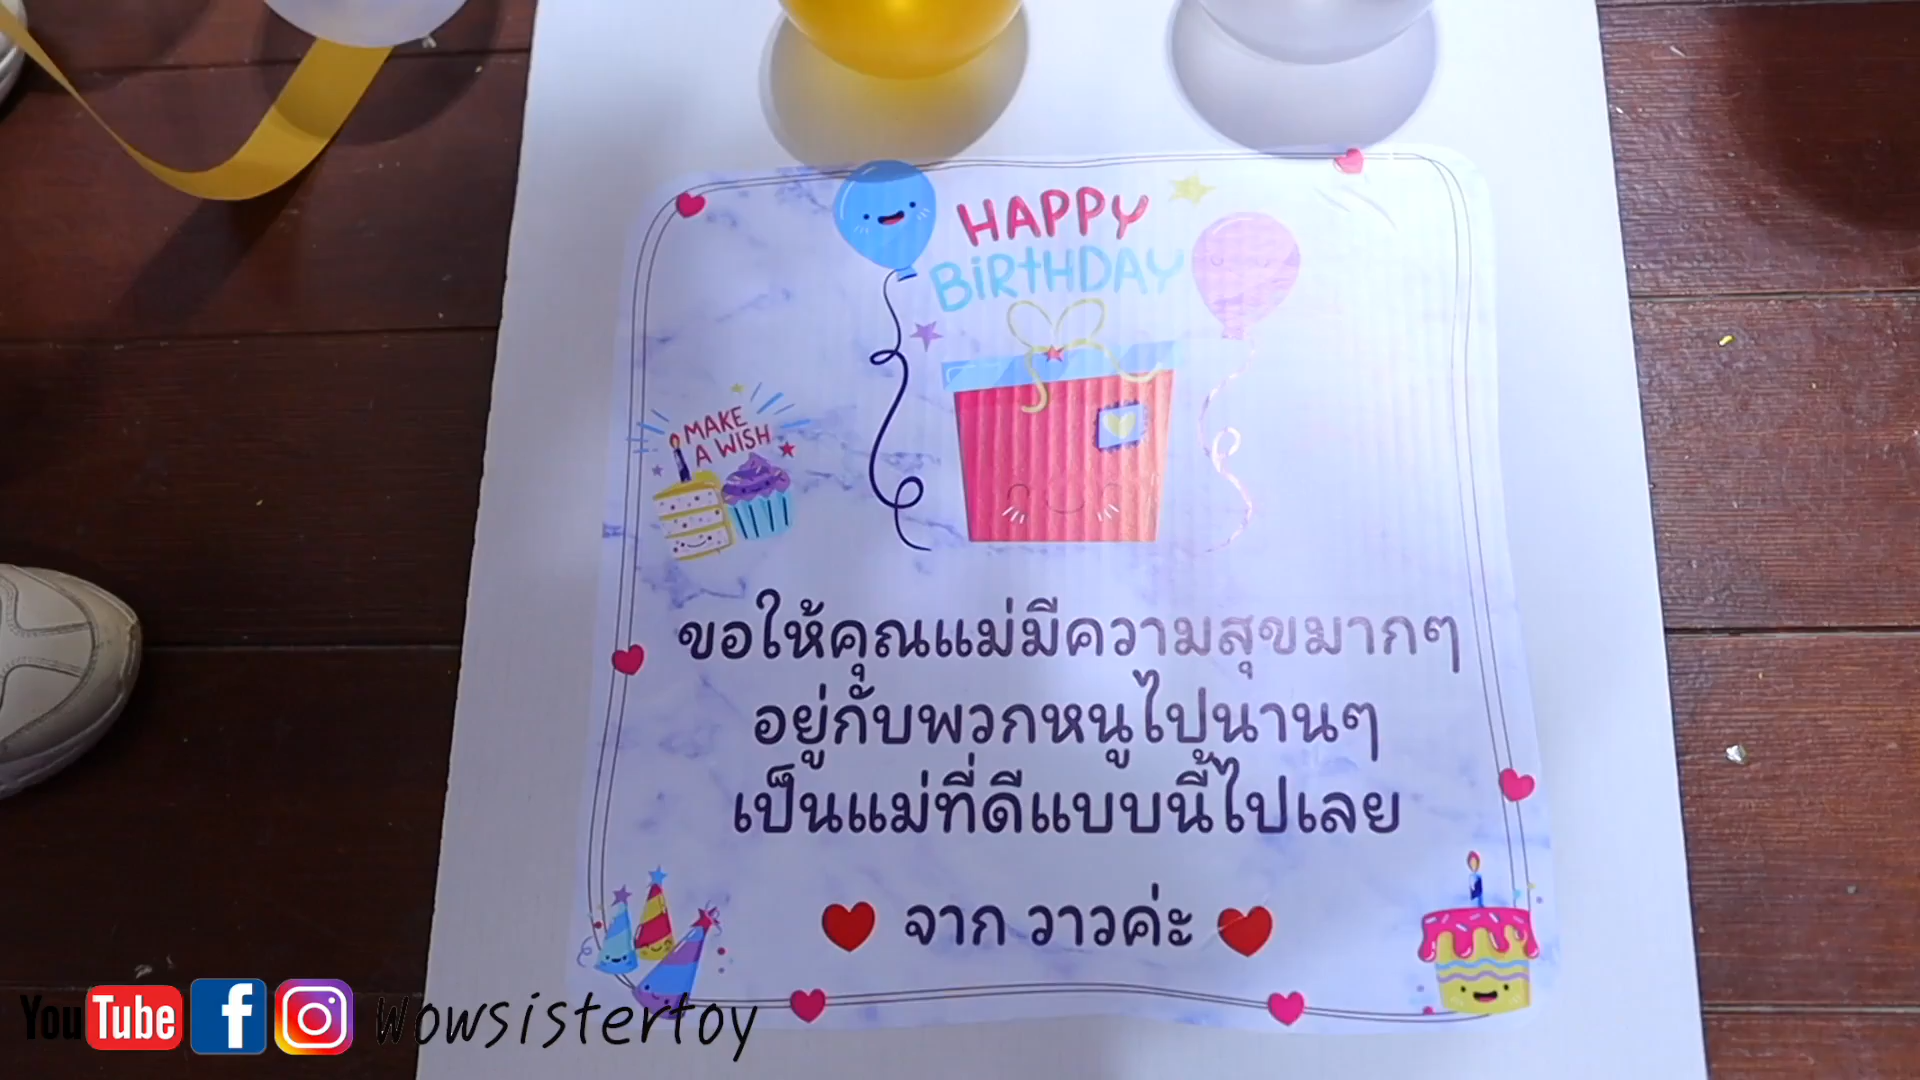 HAPPY
BIRTHDAY
MAKE
A WISH
ขอให้คุณแม่มีความสุขมากๆ
อยู่กับพวกหนูไปนานๆ
เป็นแม่ที่ดีแบบนี้ไปเลย
จาก วาวค่ะ
YouTube f Wowsistertoy